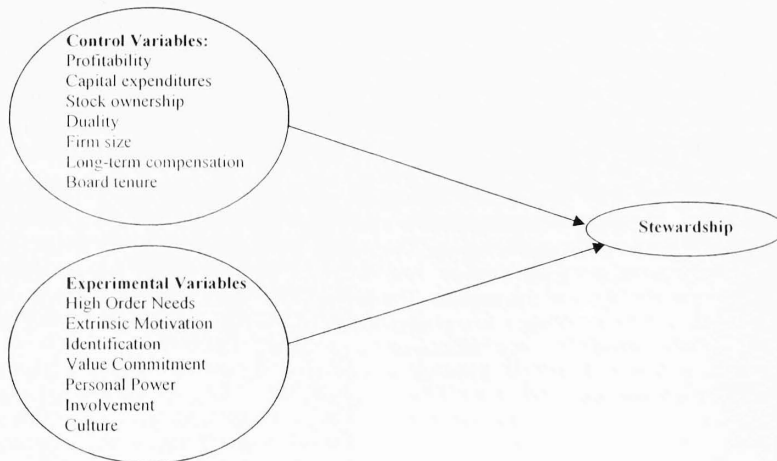 Control Variables:
Profitability
Capital expenditures
Stock ownership
Duality
Firm size
Long-term compensation
Board tenure
Stewardship
Experimental Variables
High Order Needs
Extrinsic Motivation
Identification
Value Commitment
Personal Power
Involvement
Culture